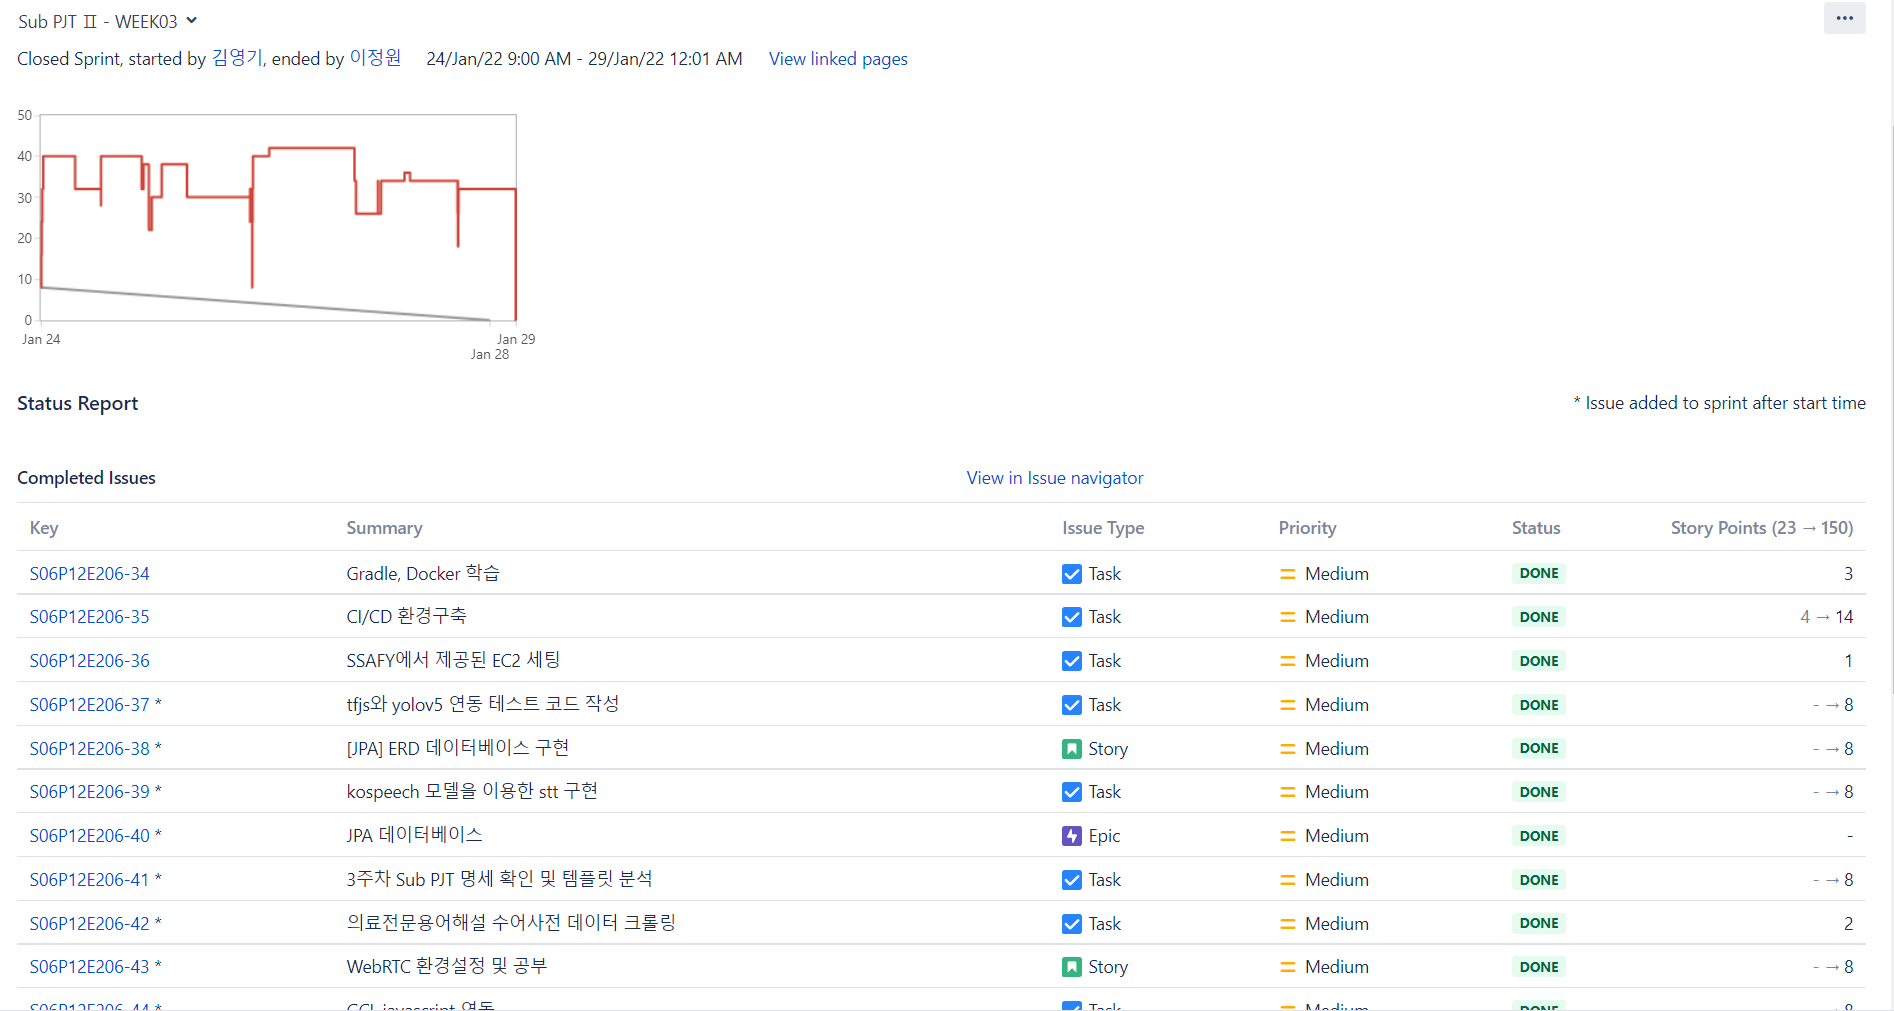 Sub PJT Ⅱ - WEEK03
Closed Sprint, started by 김영기, ended by 이정원 24/Jan/22 9:00 AM - 29/Jan/22 12:01 AM View linked pages
50
40
30
20
10
0
Jan 24 Jan 29
Jan 28
Status Report * Issue added to sprint after start time
Completed Issues View in Issue navigator
Key Summary Issue Type Priority Status Story Points (23 → 150)
S06P12E206-34 Gradle, Docker 학습 Task Medium DONE 3
S06P12E206-35 CI/CD 환경구축 Task Medium DONE 4 → 14
S06P12E206-36 SSAFY에서 제공된 EC2 세팅 Task Medium DONE 1
S06P12E206-37 * tfjs와 yolov5 연동 테스트 코드 작성 Task Medium DONE - → 8
S06P12E206-38 * [JPA] ERD 데이터베이스 구현 Story Medium DONE - → 8
S06P12E206-39 * kospeech 모델을 이용한 stt 구현 Task Medium DONE - → 8
S06P12E206-40 * JPA 데이터베이스 Epic Medium DONE -
S06P12E206-41 * 3주차 Sub PJT 명세 확인 및 템플릿 분석 Task Medium DONE - → 8
S06P12E206-42 * 의료전문용어해설 수어사전 데이터 크롤링 Task Medium DONE 2
S06P12E206-43 * WebRTC 환경설정 및 공부 Story Medium DONE - → 8
S06P12E206-44 * javascript 연동 Task Medium DONE → 8